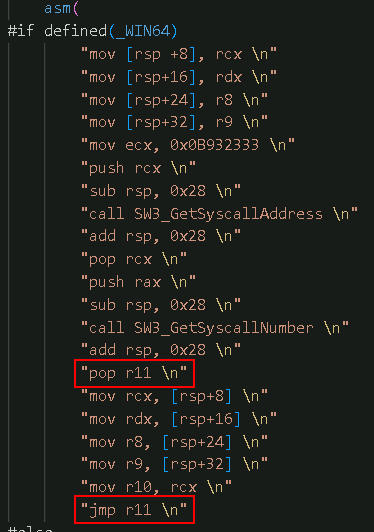 asm(
#if defined(_WIN64)
"mov [rsp +8], rcx \n"
"mov [rsp+16], rdx \n"
"mov [rsp+24], r8 \n"
"mov [rsp+32], r9 \n"
"mov ecx, 0x0B932333 \n"
"push rcx \n"
"sub rsp, 0x28 \n"
"call SW3_GetSyscallAddress \n"
"add rsp, 0x28 \n"
"pop rcx \n"
"push rax \n"
"sub rsp, 0x28 \n"
"call SW3_GetSyscallNumber \n"
"add rsp, 0x28 \n"
"pop r11 \n"
"mov rcx, [rsp+8] \n"
"mov rdx, [rsp+16] \n"
"mov r8, [rsp+24] \n"
"mov r9, [rsp+32] \n"
"mov r10, rcx \n"
"jmp r11 \n"
#else